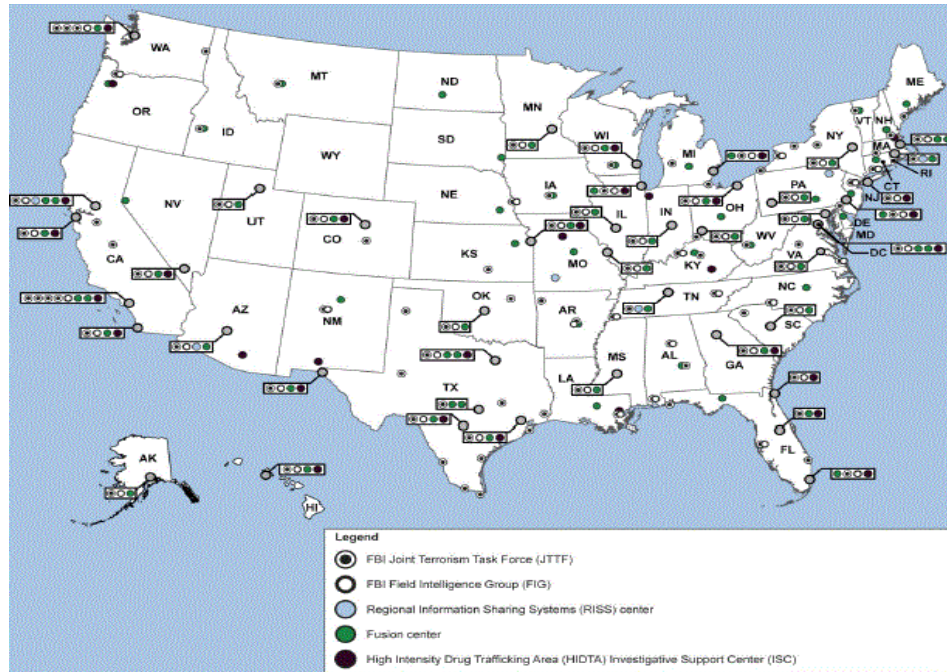 WA
MT
ND
MN
ME
VT
NH
OR
ID
SD
WI
MI
NY
MA
WY
RI
CT
NE
IA
PA
NJ
NV
UT
CO
IL
IN
OH
DE
MD
WV
DC
CA
KS
MO
KY
VA
AZ
NM
OK
AR
TN
NC
SC
MS
AL
GA
TX
LA
FL
AK
HI
Legend
FBI Joint Terrorism Task Force (JTTF)
FBI Field Intelligence Group (FIG)
Regional Information Sharing Systems (RISS) center
Fusion center
High Intensity Drug Trafficking Area (HIDTA) Investigative Support Center (ISC)